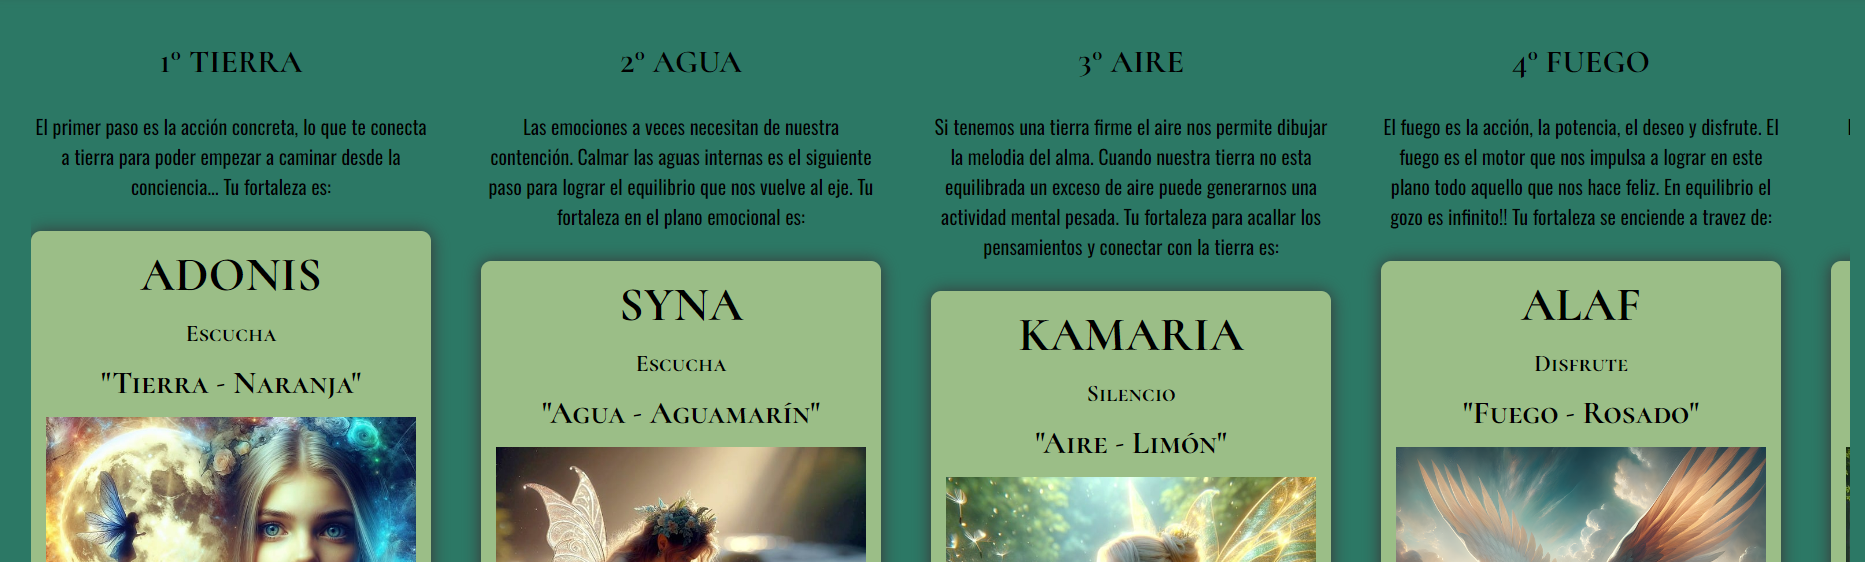 1º TIERRA
El primer paso es la acción concreta, lo que te conecta
a tierra para poder empezar a caminar desde la
conciencia... Tu fortaleza es:
ADONIS
Escucha
"Tierra - Naranja"
2º AGUA
Las emociones a veces necesitan de nuestra
contención. Calmar las aguas internas es el siguiente
paso para lograr el equilibrio que nos vuelve al eje. Tu
fortaleza en el plano emocional es:
SYNA
Escucha
"Agua - Aguamarín"
3º AIRE
Si tenemos una tierra firme el aire nos permite dibujar
la melodia del alma. Cuando nuestra tierra no esta
equilibrada un exceso de aire puede generarnos una
actividad mental pesada. Tu fortaleza para acallar los
pensamientos y conectar con la tierra es:
KAMARIA
Silencio
"Aire - Limón"
4º FUEGO
El fuego es la acción, la potencia, el deseo y disfrute. El
fuego es el motor que nos impulsa a lograr en este
plano todo aquello que nos hace feliz. En equilibrio el
gozo es infinito!! Tu fortaleza se enciende a travez de:
ALAF
Disfrute
"Fuego - Rosado"